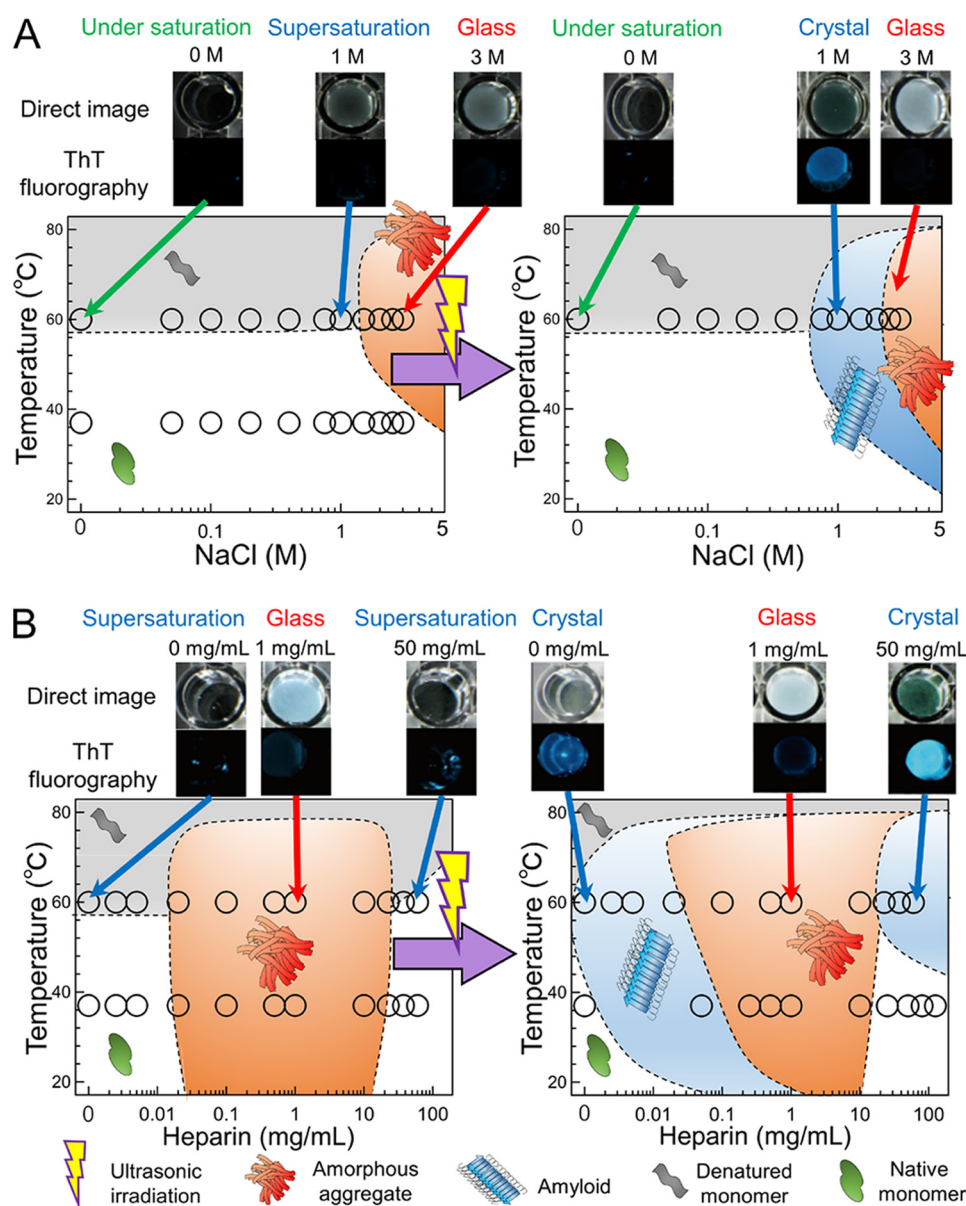 A
Under saturation Supersaturation Glass Under saturation Crystal Glass
0 M 1 M 3 M 0 M 1 M 3 M
Direct image
ThT
fluorography
Temperature (°C)
80
60
40
20
0 0.1 1 5
NaCl (M)
Temperature (°C)
80
60
40
20
0 0.1 1 5
NaCl (M)
B
Supersaturation Glass Supersaturation Crystal Glass Crystal
0 mg/mL 1 mg/mL 50 mg/mL 0 mg/mL 1 mg/mL 50 mg/mL
Direct image
ThT
fluorography
Temperature (°C)
80
60
40
20
0 0.01 0.1 1 10 100
Heparin (mg/mL)
Temperature (°C)
80
60
40
20
0 0.01 0.1 1 10 100
Heparin (mg/mL)
Ultrasonic
irradiation
Amorphous
aggregate
Amyloid
Denatured
monomer
Native
monomer